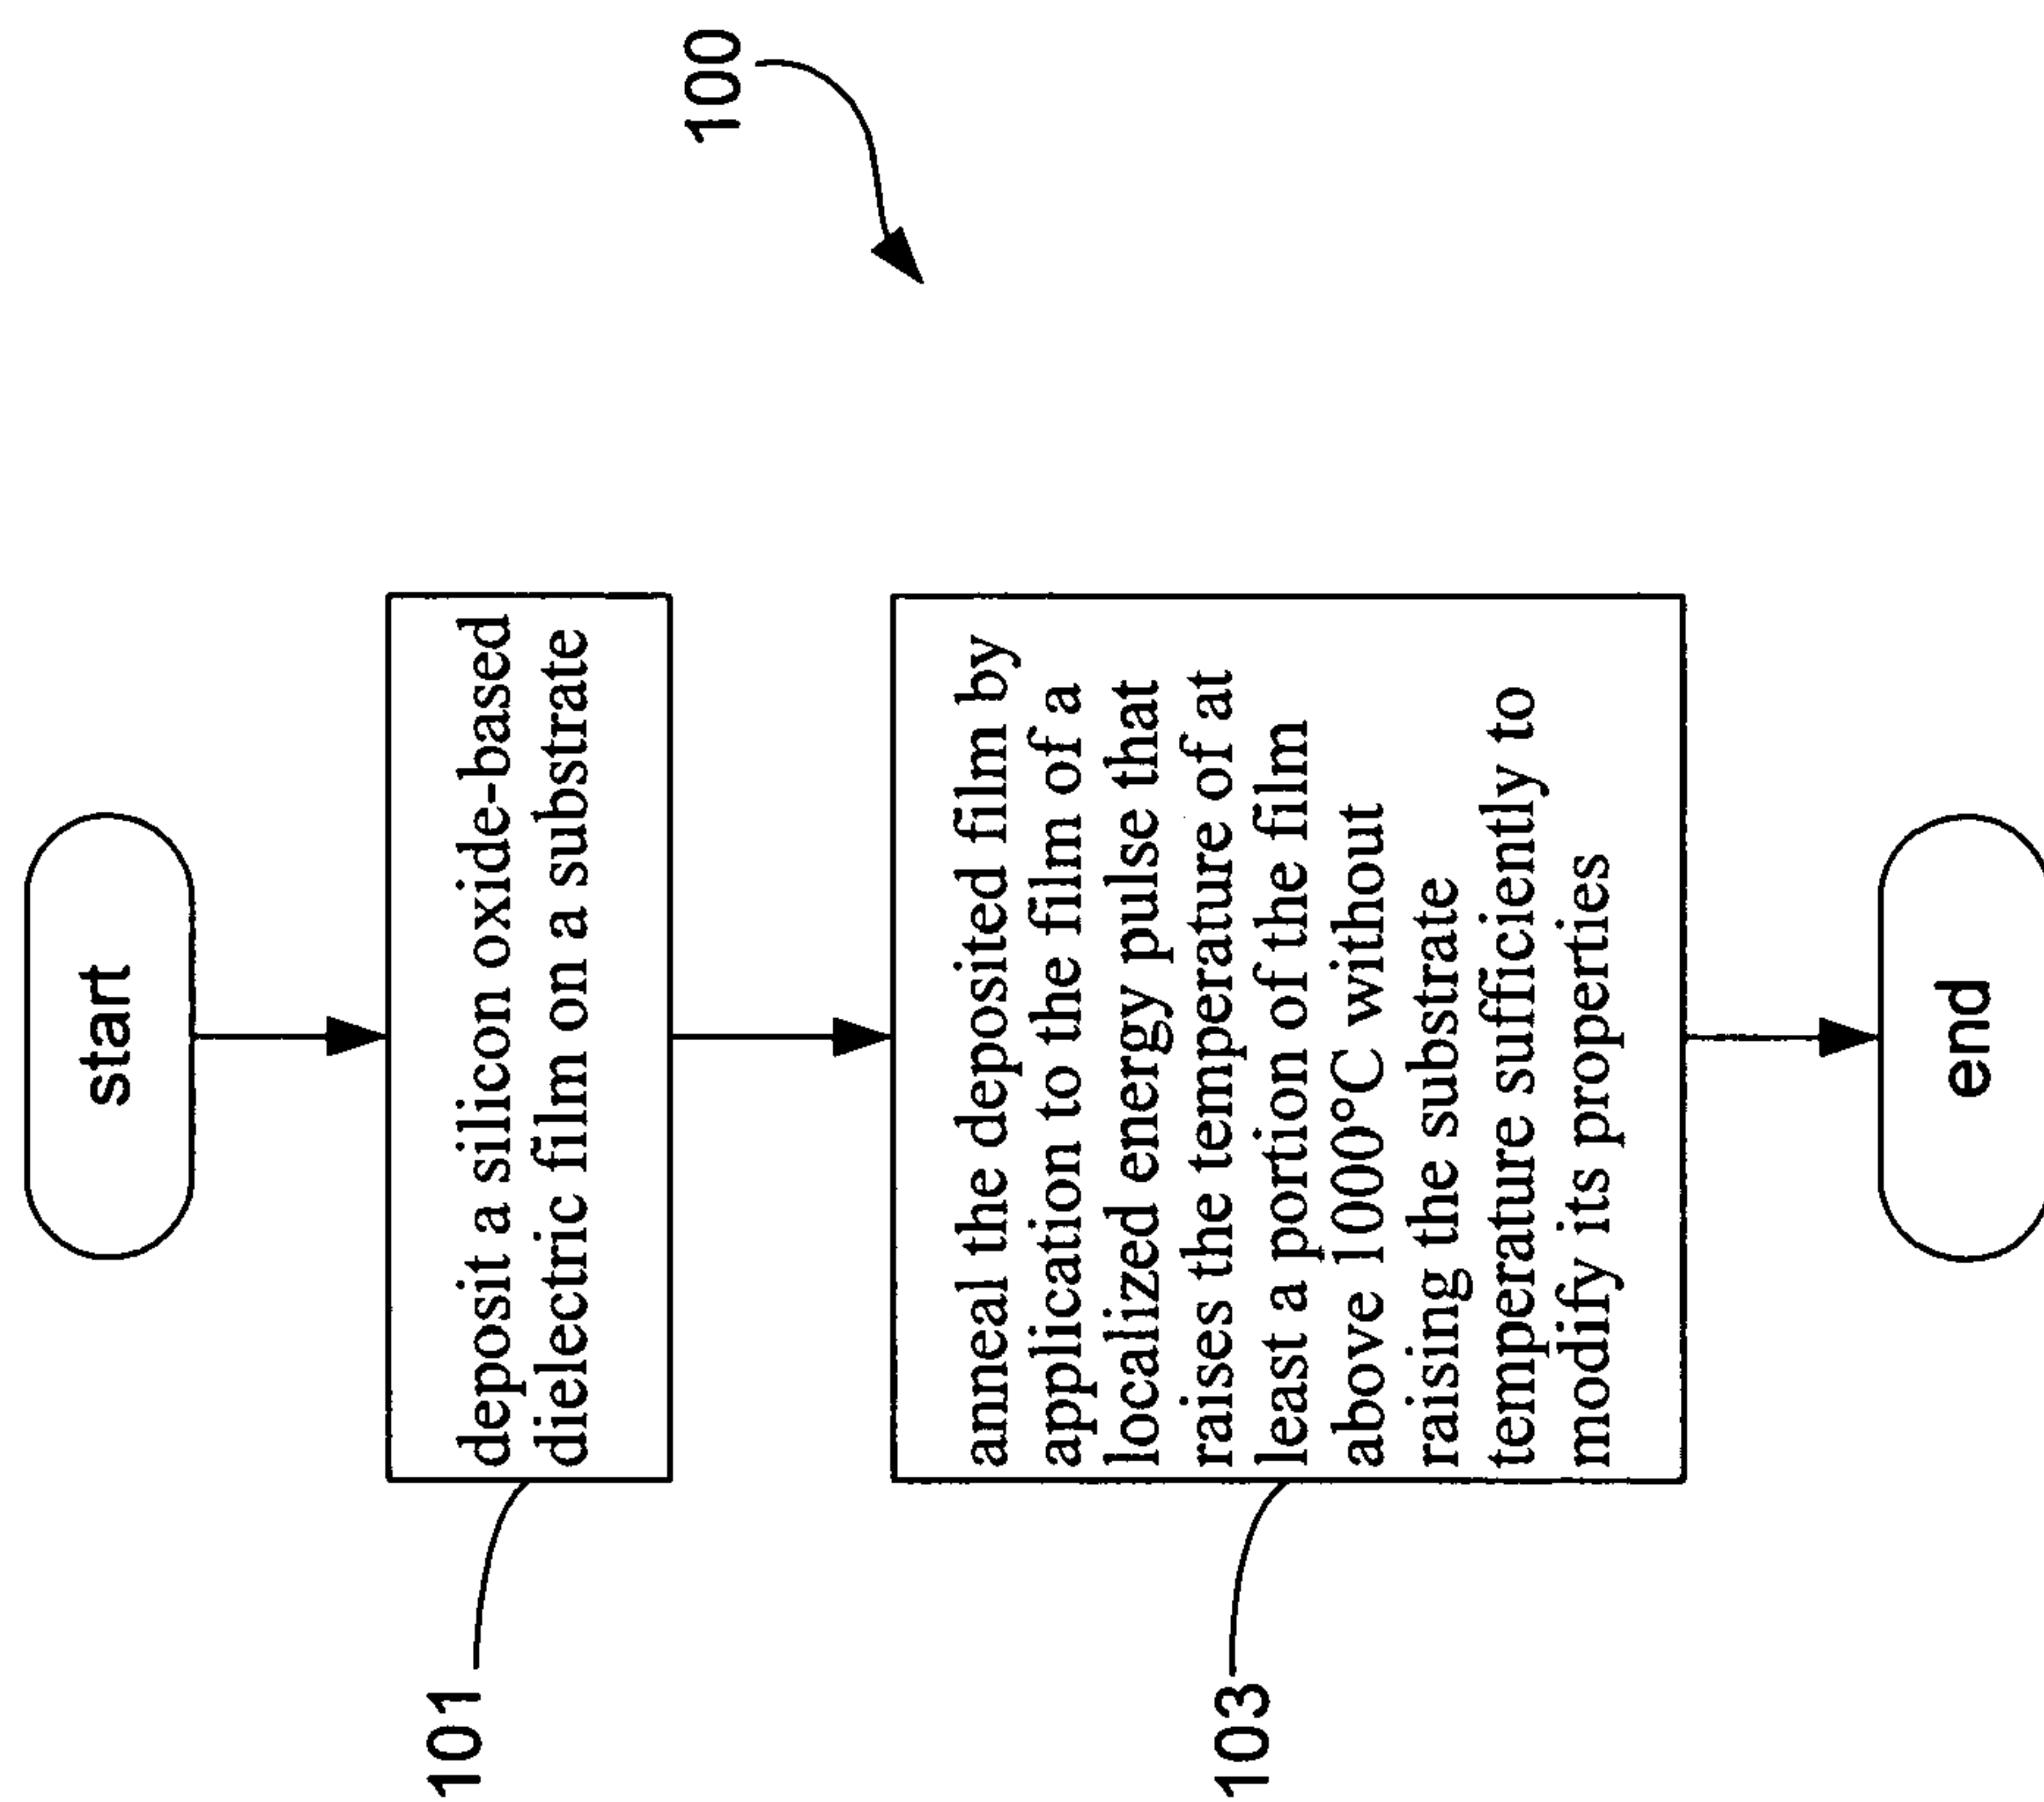 100
start
101
deposit a silicon oxide-based
dielectric film on a substrate
103
anneal the deposited film by
application to the film of a
localized energy pulse that
raises the temperature of at
least a portion of the film
above 1000°C without
raising the substrate
temperature sufficiently to
modify its properties
end